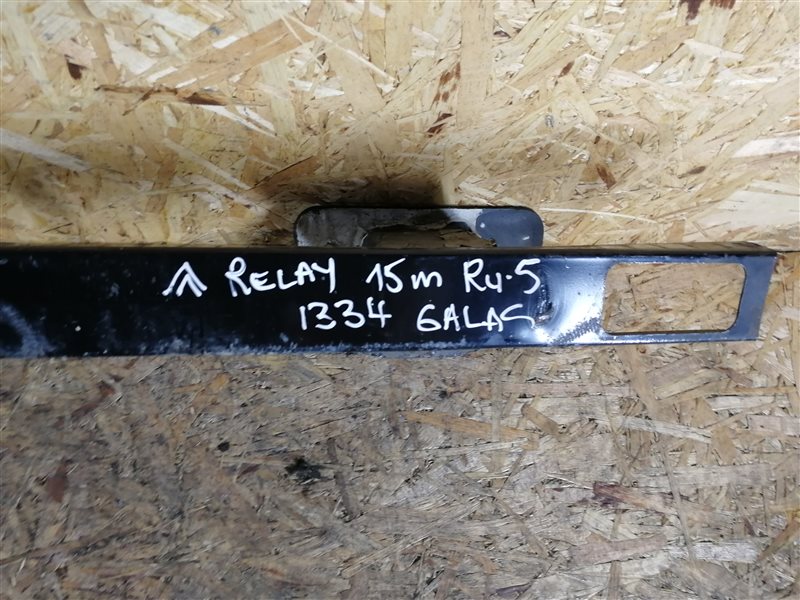 RELAY 15m RU-5
1334 GALAS